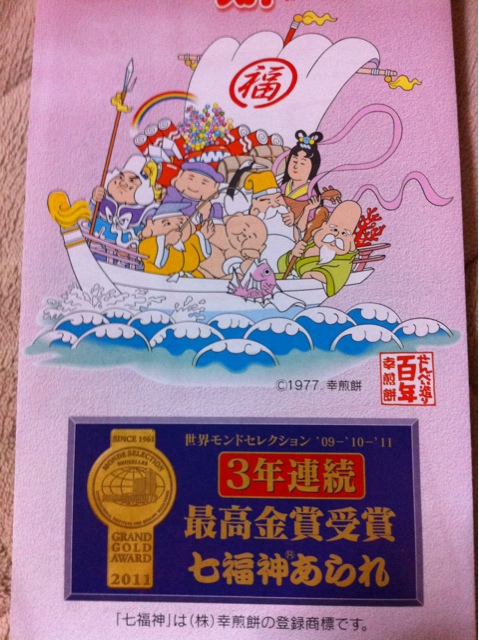 福
©1977. 幸煎餅
せんべい造り
百年
幸煎餅
SINCE 1961
MONDE SELECTION
BRUXELLES
GRAND
GOLD
AWARD
2011
世界モンドセレクション '09-'10-'11
3年連続
最高金賞受賞
七福神®あられ
「七福神」は(株)幸煎餅の登録商標です。